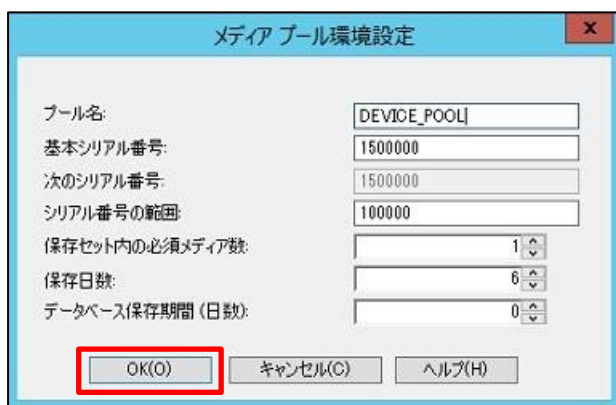 メディア プール環境設定
x
プール名: DEVICE_POOL
基本シリアル番号: 1500000
次のシリアル番号: 1500000
シリアル番号の範囲: 100000
保存セット内の必須メディア数: 1
保存日数: 6
データベース保存期間 (日数): 0
OK(O) キャンセル(C) ヘルプ(H)